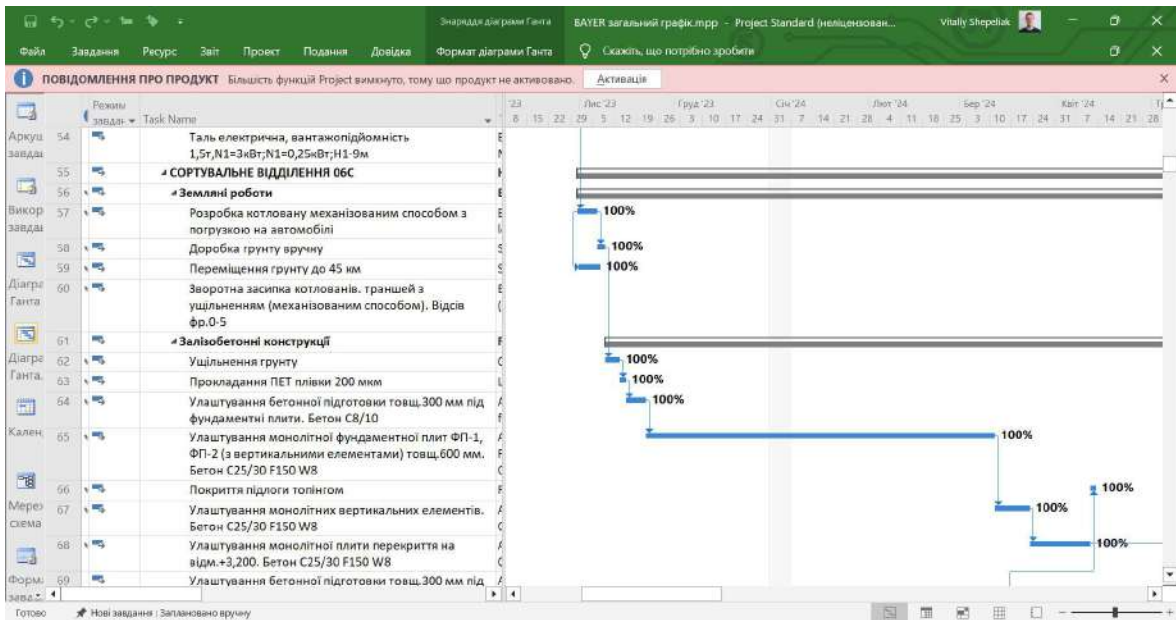 Знаряддя діаграми Ганта
BAYER загальний графік.mpp - Project Standard (неліцензован...
Vitaliy Shepeliak
Файл Завдання Ресурс Звіт Проект Подання Довідка Формат діаграми Ганта Скажіть, що потрібно зробити
ПОВІДОМЛЕННЯ ПРО ПРОДУКТ Більшість функцій Project вимкнуто, тому що продукт не активовано. Активація
Режим
завдан Task Name
'23 Лис '23 Груд '23 Січ '24 Лют '24 Бер '24 Квіт '24
8 15 22 29 5 12 19 26 3 10 17 24 31 7 14 21 28 4 11 18 25 3 10 17 24 31 7 14 21 28
54 Таль електрична, вантажопідйомність
1,5т,N1=3кВт;N1=0,25кВт;H1-9м
55 СОРТУВАЛЬНЕ ВІДДІЛЕННЯ 06С
56 Земляні роботи
57 Розробка котловану механізованим способом з
погрузкою на автомобілі
100%
58 Доробка грунту вручну
100%
59 Переміщення грунту до 45 км
100%
60 Зворотна засипка котлованів. траншей з
ущільненням (механізованим способом). Відсів
фр.0-5
61 Залізобетонні конструкції
62 Ущільнення грунту
100%
63 Прокладання ПЕТ плівки 200 мкм
100%
64 Улаштування бетонної підготовки товщ.300 мм під
фундаментні плити. Бетон С8/10
100%
65 Улаштування монолітної фундаментної плит ФП-1,
ФП-2 (з вертикальними елементами) товщ.600 мм.
Бетон С25/30 F150 W8
100%
66 Покриття підлоги топінгом
100%
67 Улаштування монолітних вертикальних елементів.
Бетон С25/30 F150 W8
100%
68 Улаштування монолітної плити перекриття на
відм.+3,200. Бетон С25/30 F150 W8
100%
69 Улаштування бетонної підготовки товщ.300 мм під
Аркуш
завдан
Викор
завдан
Діагра
Ганта
Діагра
Ганта.
Кален
Мереж
схема
Форма
Готово Нові завдання : Заплановано вручну